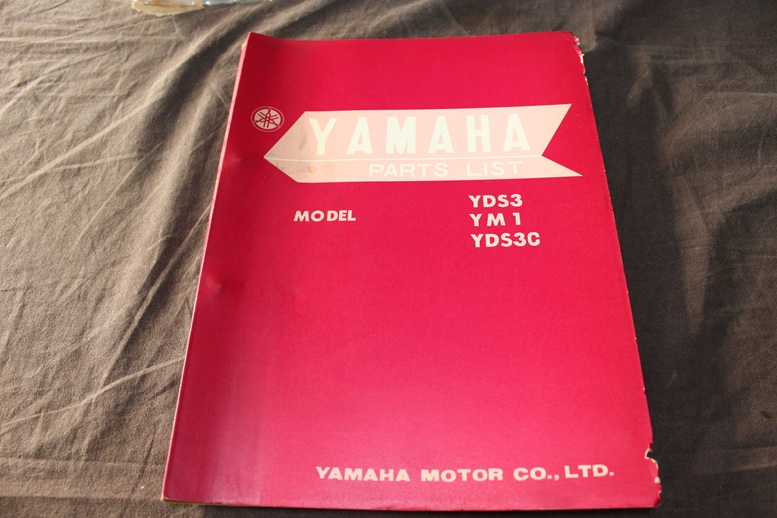 YAMAHA
PARTS LIST
MODEL
YDS3
YM1
YDS3C
YAMAHA MOTOR CO., LTD.